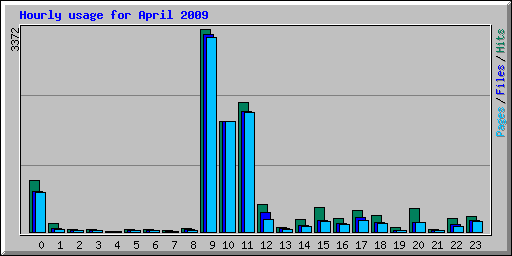 Hourly usage for April 2009
3372
Pages / Files / Hits
0 1 2 3 4 5 6 7 8 9 10 11 12 13 14 15 16 17 18 19 20 21 22 23